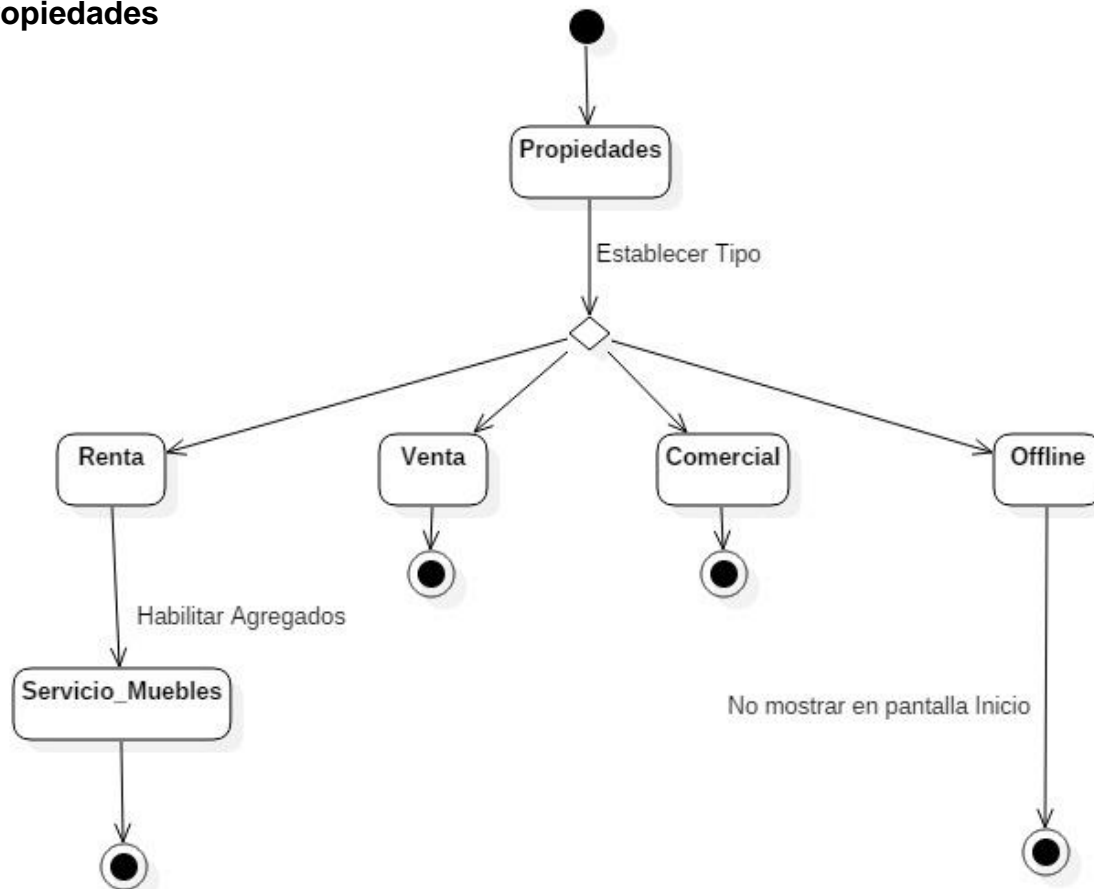 opiedades
Propiedades
Establecer Tipo
Renta
Venta
Comercial
Offline
Habilitar Agregados
Servicio_Muebles
No mostrar en pantalla Inicio